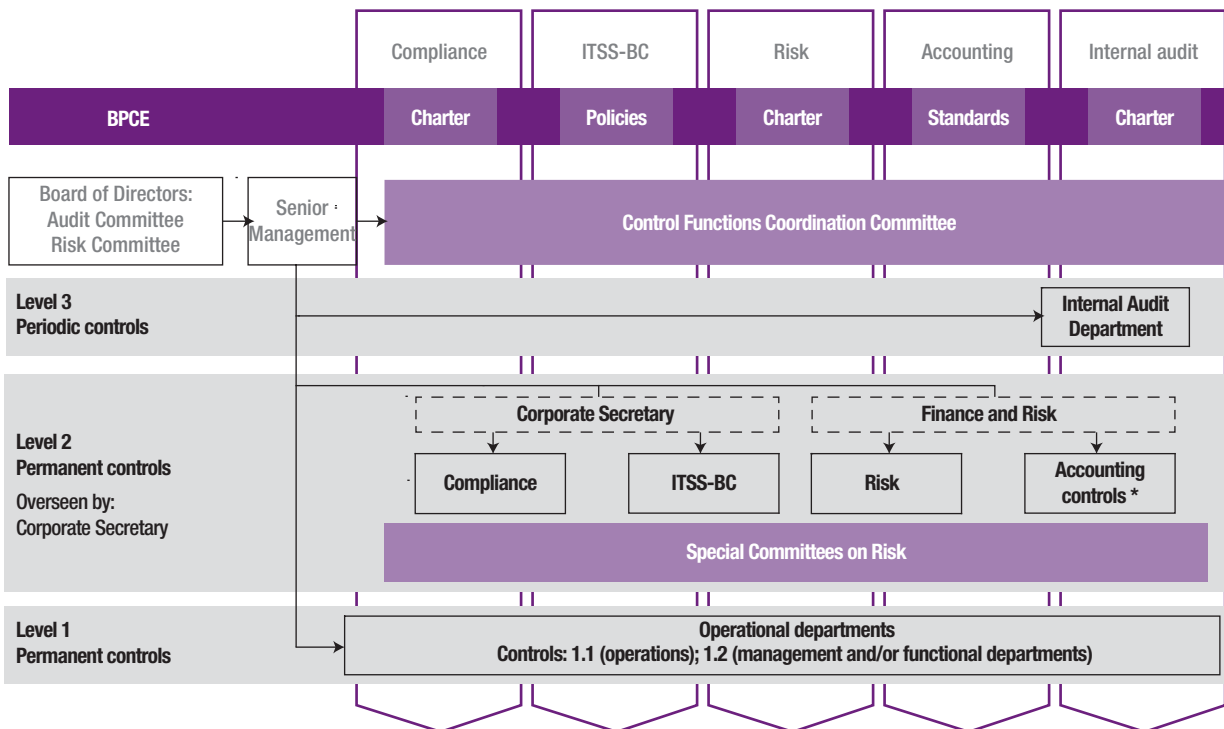 Compliance
ITSS-BC
Risk
Accounting
Internal audit
BPCE
Charter
Policies
Charter
Standards
Charter
Board of Directors:
Audit Committee
Risk Committee
Senior
Management
Control Functions Coordination Committee
Level 3
Periodic controls
Internal Audit
Department
Level 2
Permanent controls
Overseen by:
Corporate Secretary
Corporate Secretary
Finance and Risk
Compliance
ITSS-BC
Risk
Accounting
controls *
Special Committees on Risk
Level 1
Permanent controls
Operational departments
Controls: 1.1 (operations); 1.2 (management and/or functional departments)